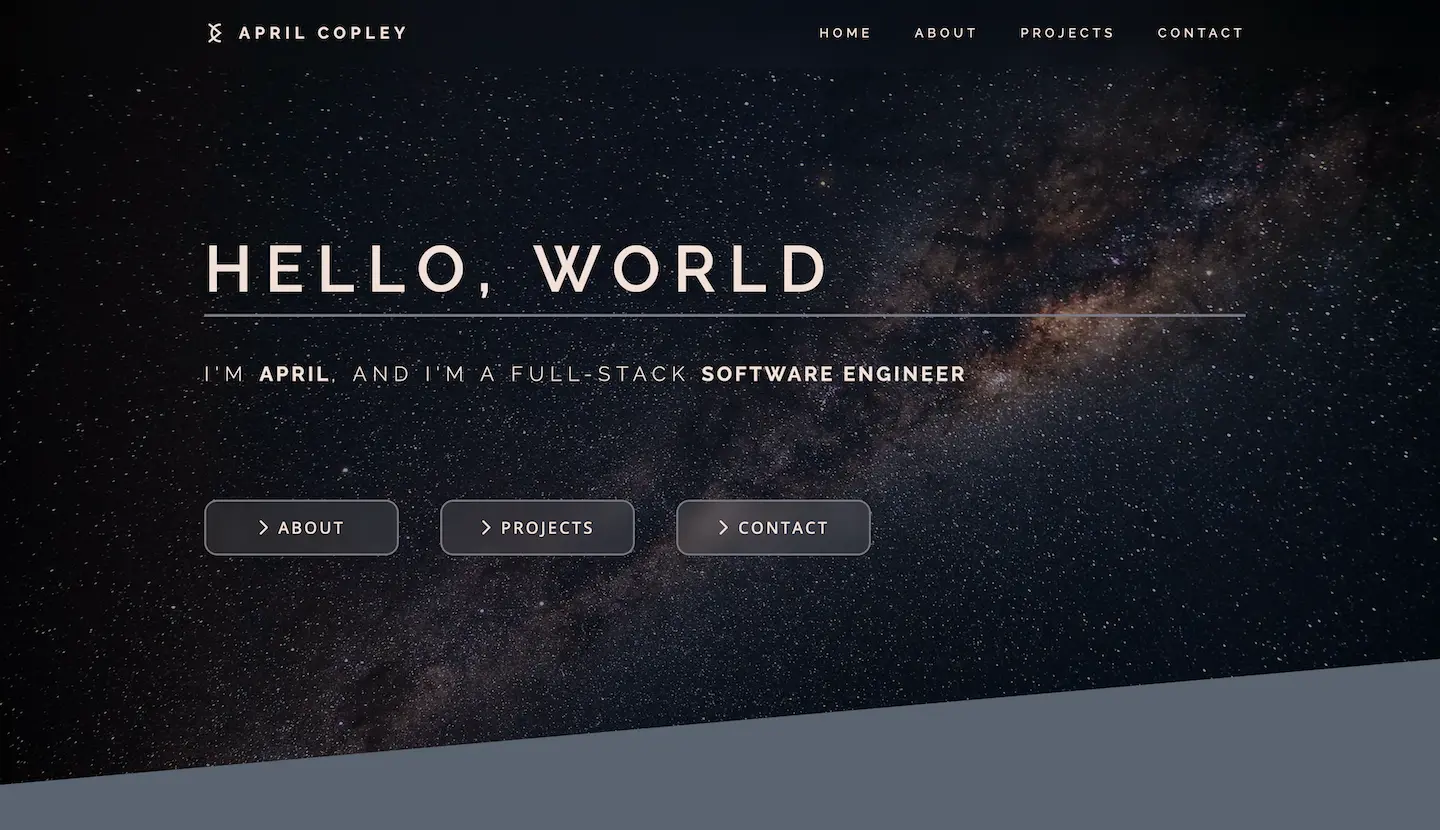 APRIL COPLEY
HOME ABOUT PROJECTS CONTACT
HELLO, WORLD
I'M APRIL, AND I'M A FULL-STACK SOFTWARE ENGINEER
ABOUT
PROJECTS
CONTACT